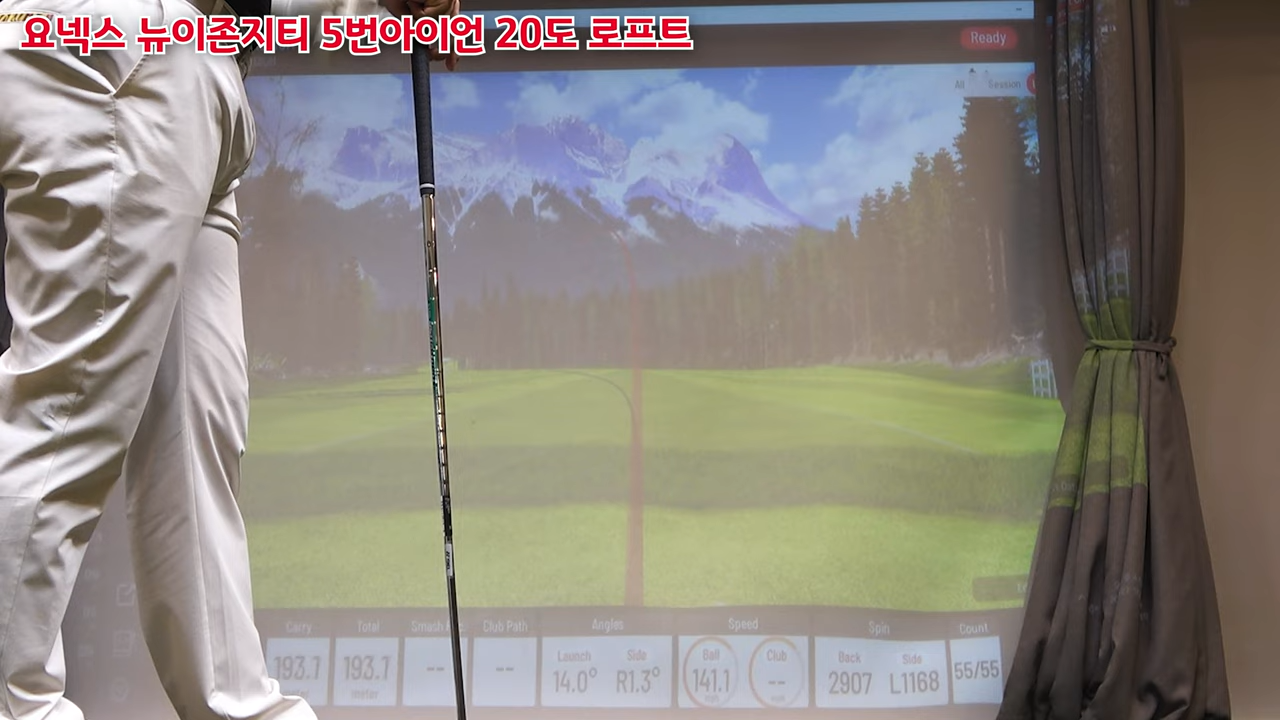 요넥스 뉴이존지티 5번아이언 20도 로프트
Ready
All Session
Carry Total Smash Club Path Angles Speed Spin Count
Launch Side Ball Club Back Side
193.1 193.1 -- -- 14.0° R1.3° 141.1 -- 2907 L1168 55/55
meter mph mph